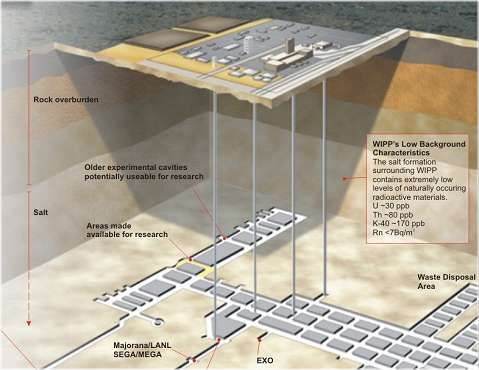 Rock overburden
Salt
Older experimental cavities
potentially useable for research
Areas made
available for research
WIPP's Low Background
Characteristics
The salt formation
surrounding WIPP
contains extremely low
levels of naturally occuring
radioactive materials.
U ~30 ppb
Th ~80 ppb
K-40 ~170 ppb
Rn <7Bq/m³
Waste Disposal
Area
Majorana/LANL
SEGA/MEGA
EXO